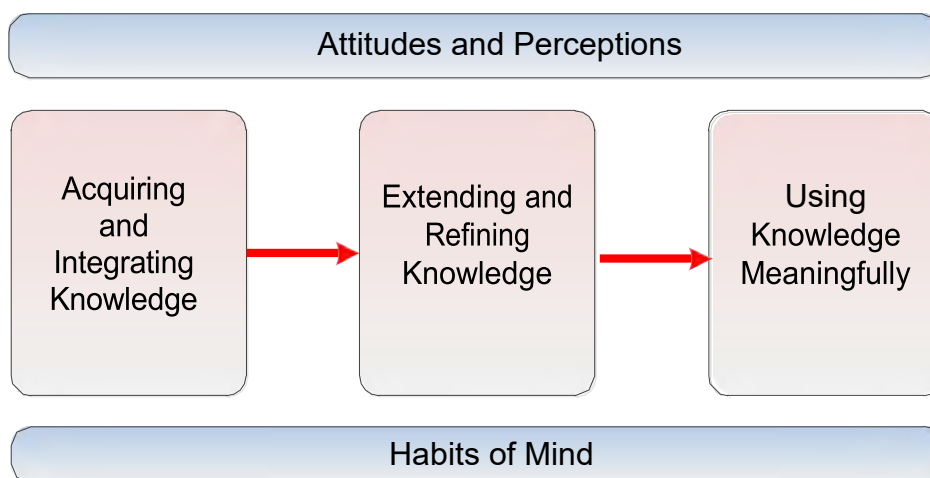 Attitudes and Perceptions
Acquiring
and
Integrating
Knowledge
Extending and
Refining
Knowledge
Using
Knowledge
Meaningfully
Habits of Mind